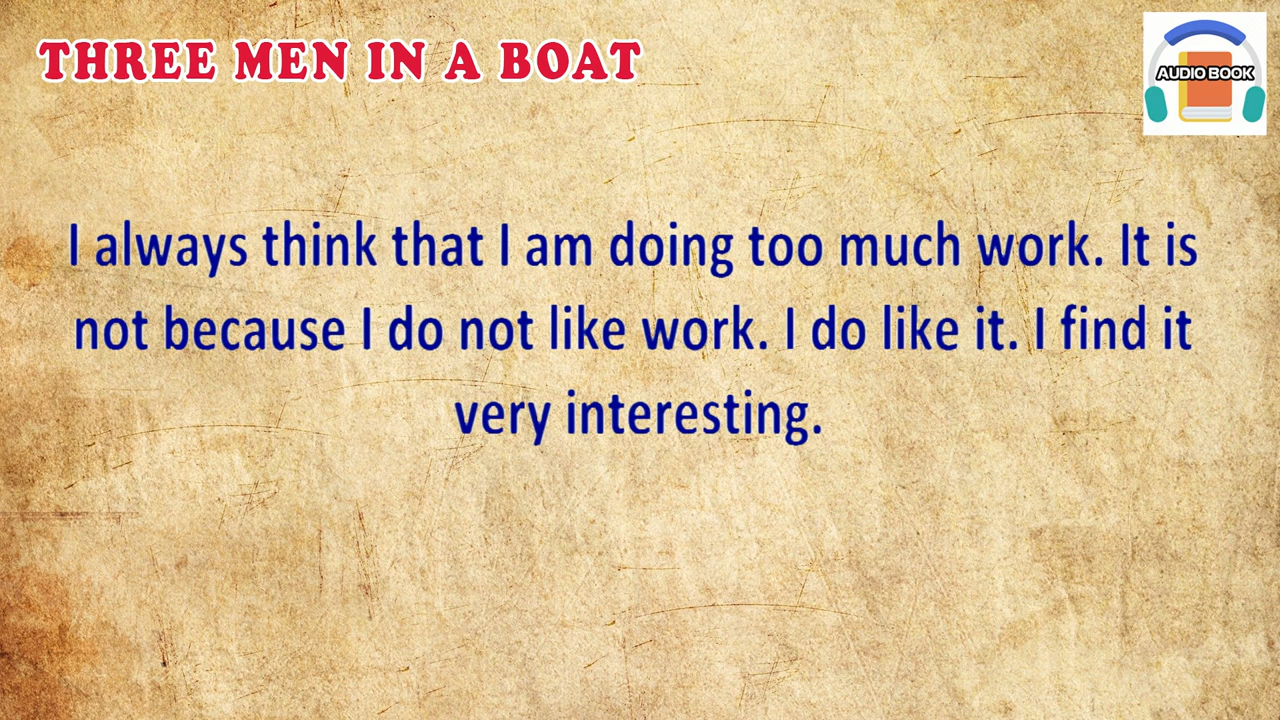 THREE MEN IN A BOAT
AUDIO BOOK
I always think that I am doing too much work. It is
not because I do not like work. I do like it. I find it
very interesting.